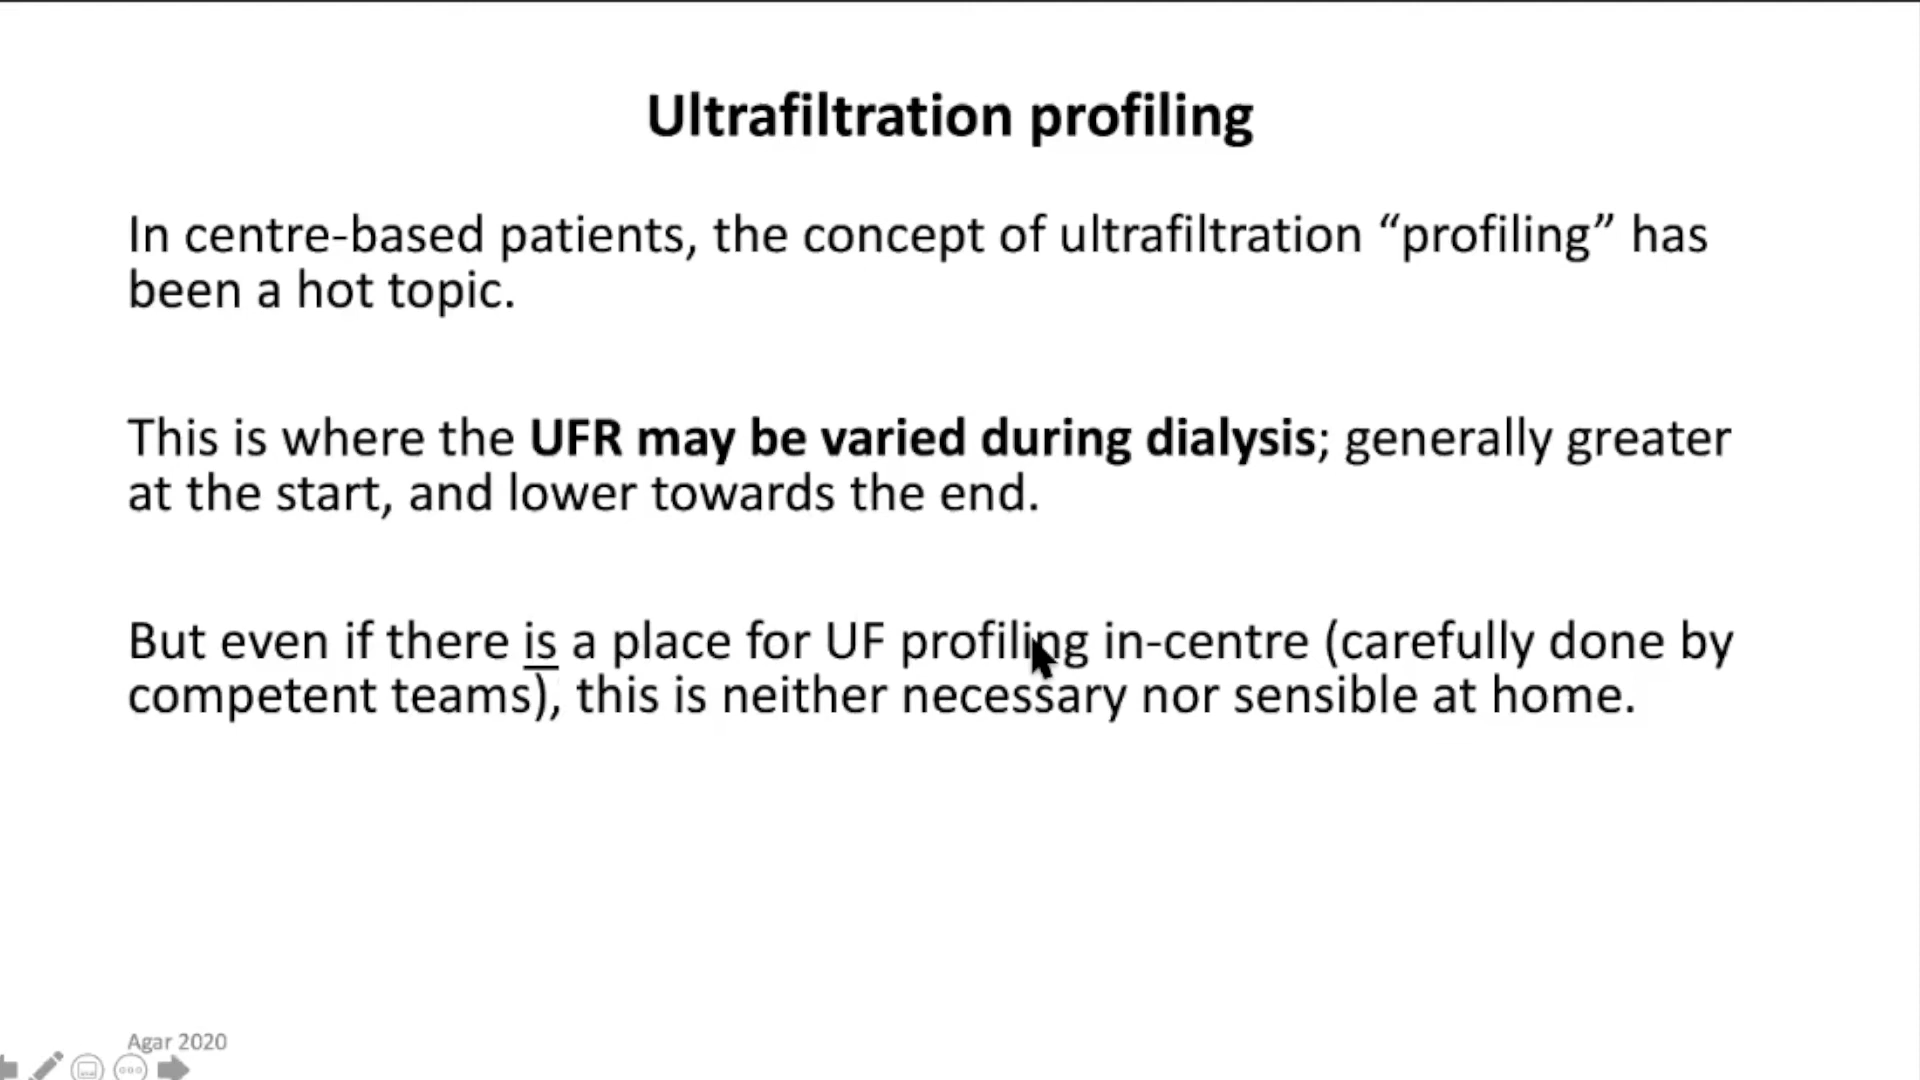 Ultrafiltration profiling
In centre-based patients, the concept of ultrafiltration “profiling” has
been a hot topic.
This is where the UFR may be varied during dialysis; generally greater
at the start, and lower towards the end.
But even if there is a place for UF profiling in-centre (carefully done by
competent teams), this is neither necessary nor sensible at home.
Agar 2020